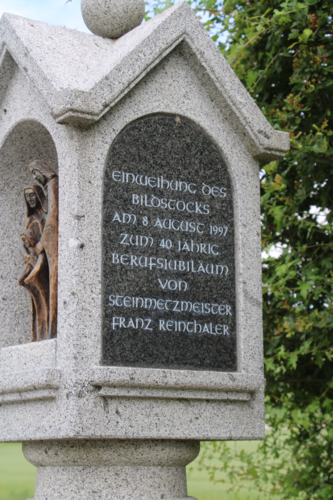 EINWEIHUNG DES
BILDSTOCKS
AM 8 AUGUST 1997
ZUM 40 JÄHRIG
BERUFSJUBILÄUM
VON
STEINMETZMEISTER
FRANZ REINTHALER